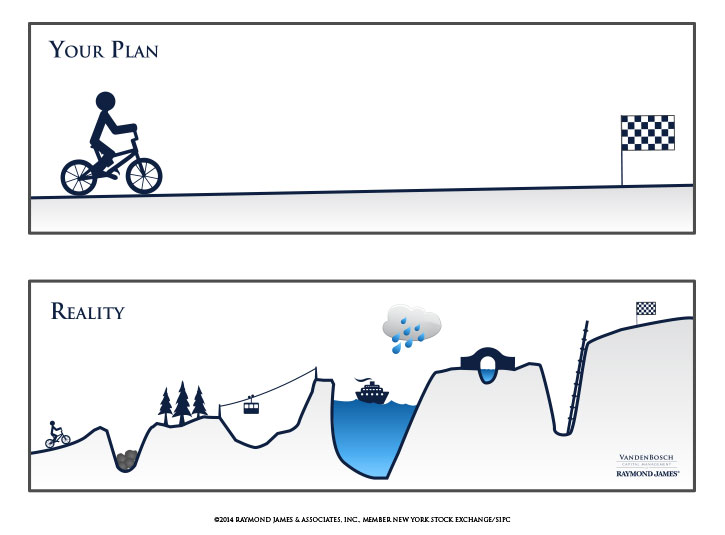 Your Plan
Reality
VandenBosch
CAPITAL MANAGEMENT
RAYMOND JAMES®
©2014 RAYMOND JAMES & ASSOCIATES, INC., MEMBER NEW YORK STOCK EXCHANGE/SIPC